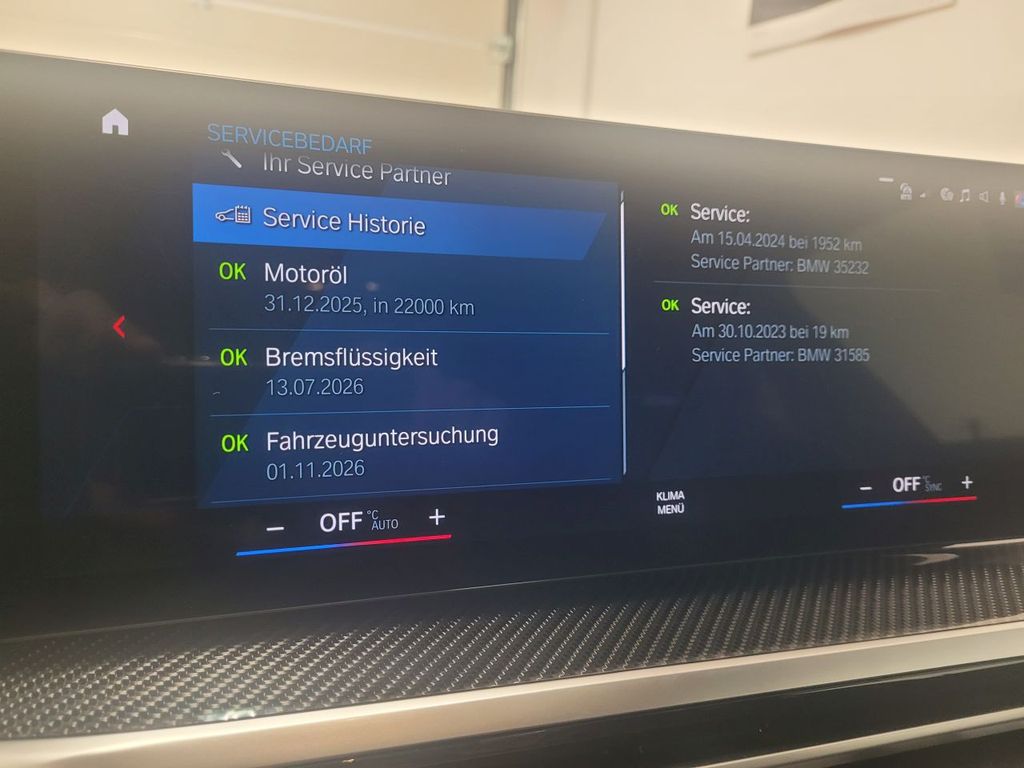 SERVICEBEDARF
Ihr Service Partner
Service Historie
OK Motoröl
31.12.2025, in 22000 km
OK Bremsflüssigkeit
13.07.2026
OK Fahrzeuguntersuchung
01.11.2026
OK Service:
Am 15.04.2024 bei 1952 km
Service Partner: BMW 35232
OK Service:
Am 30.10.2023 bei 19 km
Service Partner: BMW 31585
− OFF °C AUTO +
KLIMA
MENÜ
− OFF °C SYNC +